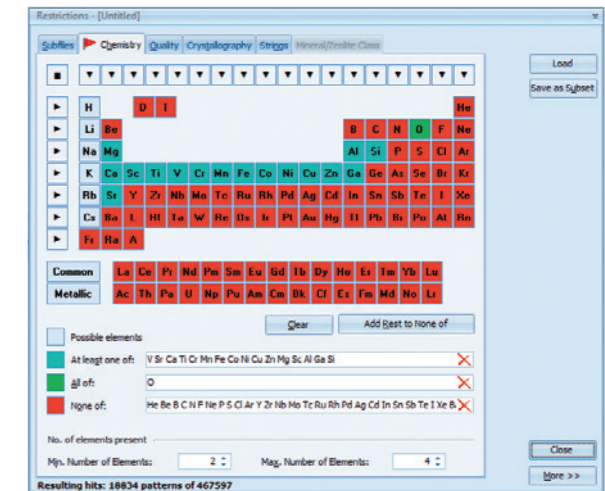 Restrictions - [Untitled]
Subfiles Chemistry Quality Crystallography Strings Mineral/Zeolite Class
Load
Save as Subset
H D T He
Li Be B C N O F Ne
Na Mg Al Si P S Cl Ar
K Ca Sc Ti V Cr Mn Fe Co Ni Cu Zn Ga Ge As Se Br Kr
Rb Sr Y Zr Nb Mo Tc Ru Rh Pd Ag Cd In Sn Sb Te I Xe
Cs Ba L Hf Ta W Re Os Ir Pt Au Hg Tl Pb Bi Po At Rn
Fr Ra A
Common La Ce Pr Nd Pm Sm Eu Gd Tb Dy Ho Er Tm Yb Lu
Metallic Ac Th Pa U Np Pu Am Cm Bk Cf Es Fm Md No Lr
Clear Add Rest to None of
Possible elements
At least one of: V Sr Ca Ti Cr Mn Fe Co Ni Cu Zn Mg Sc Al Ga Si
All of: O
None of: He Be B C N F Ne P S Cl Ar Y Zr Nb Mo Tc Ru Rh Pd Ag Cd In Sn Sb Te I Xe
No. of elements present
Min. Number of Elements: 2 Max. Number of Elements: 4
Close
More >>
Resulting hits: 18834 patterns of 467597